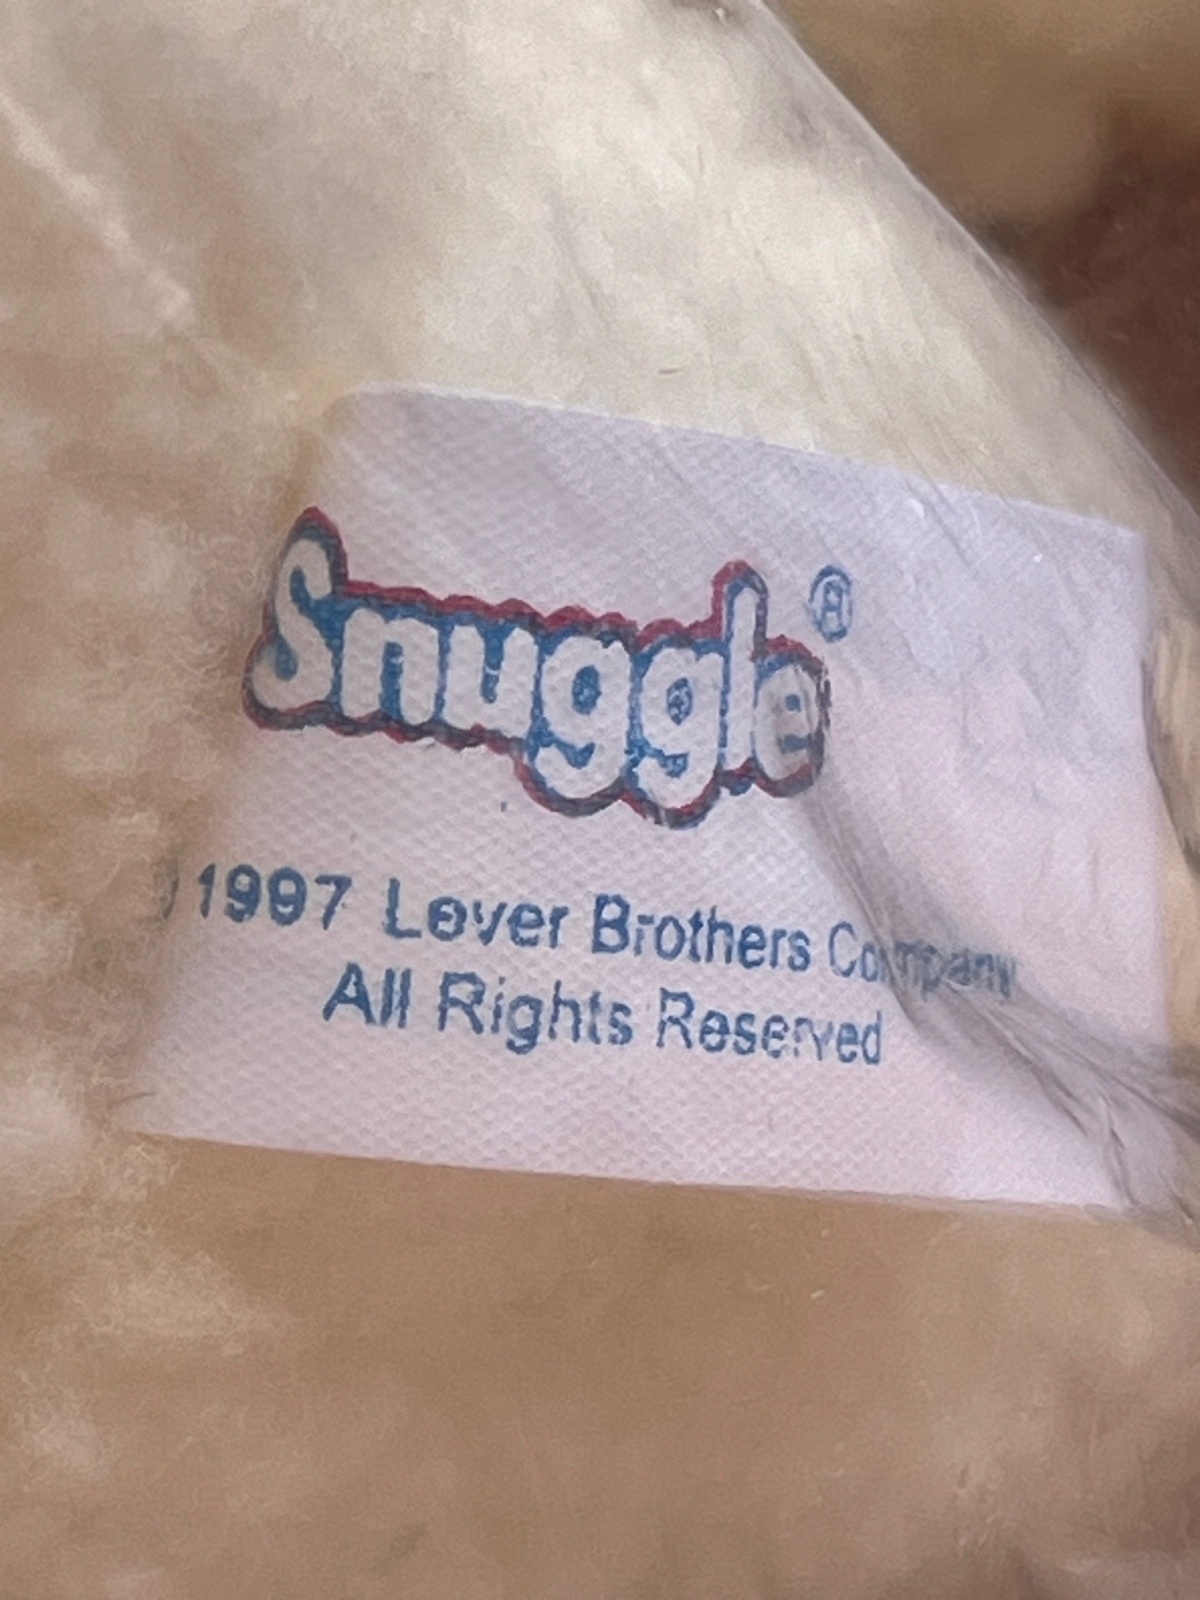 Snuggle®
© 1997 Lever Brothers Company
All Rights Reserved